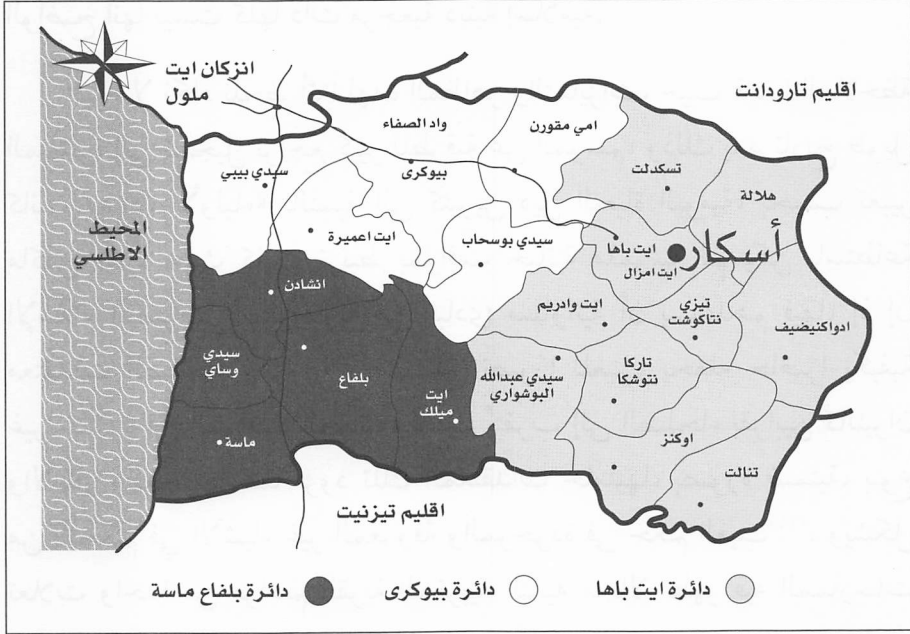 انزكان ايت
ملول
اقليم تارودانت
واد الصفاء
امي مقورن
تسكدلت
هلالة
سيدي بيبي
بيوكرى
المحيط
الاطلسي
ايت اعميرة
سيدي بوسحاب
ايت باها
أسكار
ايت امزال
انشادن
ايت وادريم
تيزي
نتاكوشت
ادواكنيضيف
سيدي
وساي
بلفاع
سيدي عبدالله
البوشواري
تاركا
نتوشكا
ايت
ميلك
ماسة
اوكنز
تنالت
اقليم تيزنيت
دائرة ايت باها
دائرة بيوكرى
دائرة بلفاع ماسة